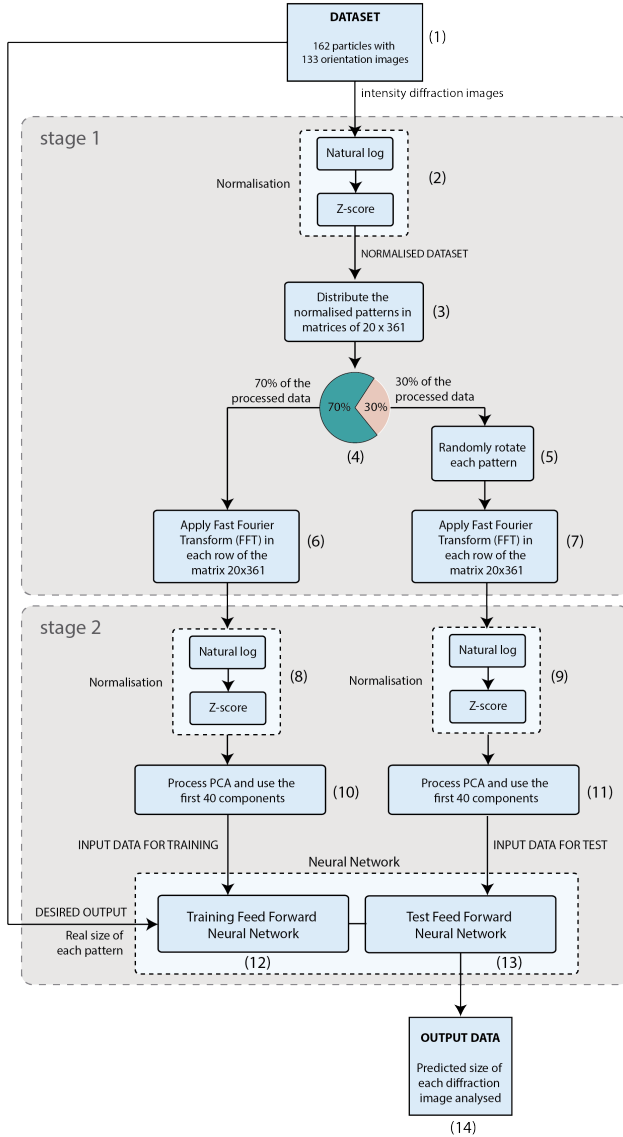 DATASET
162 particles with
133 orientation images
(1)
intensity diffraction images
stage 1
Natural log
Normalisation
(2)
Z-score
NORMALISED DATASET
Distribute the
normalised patterns in
matrices of 20 x 361
(3)
70% of the
processed data
30% of the
processed data
70%
30%
(4)
Randomly rotate
each pattern
(5)
Apply Fast Fourier
Transform (FFT) in
each row of the
matrix 20x361
(6)
Apply Fast Fourier
Transform (FFT) in
each row of the
matrix 20x361
(7)
stage 2
Natural log
Normalisation
(8)
Z-score
Natural log
Normalisation
(9)
Z-score
Process PCA and use the
first 40 components
(10)
Process PCA and use the
first 40 components
(11)
INPUT DATA FOR TRAINING
INPUT DATA FOR TEST
Neural Network
DESIRED OUTPUT
Real size of
each pattern
Training Feed Forward
Neural Network
(12)
Test Feed Forward
Neural Network
(13)
OUTPUT DATA
Predicted size of
each diffraction
image analysed
(14)